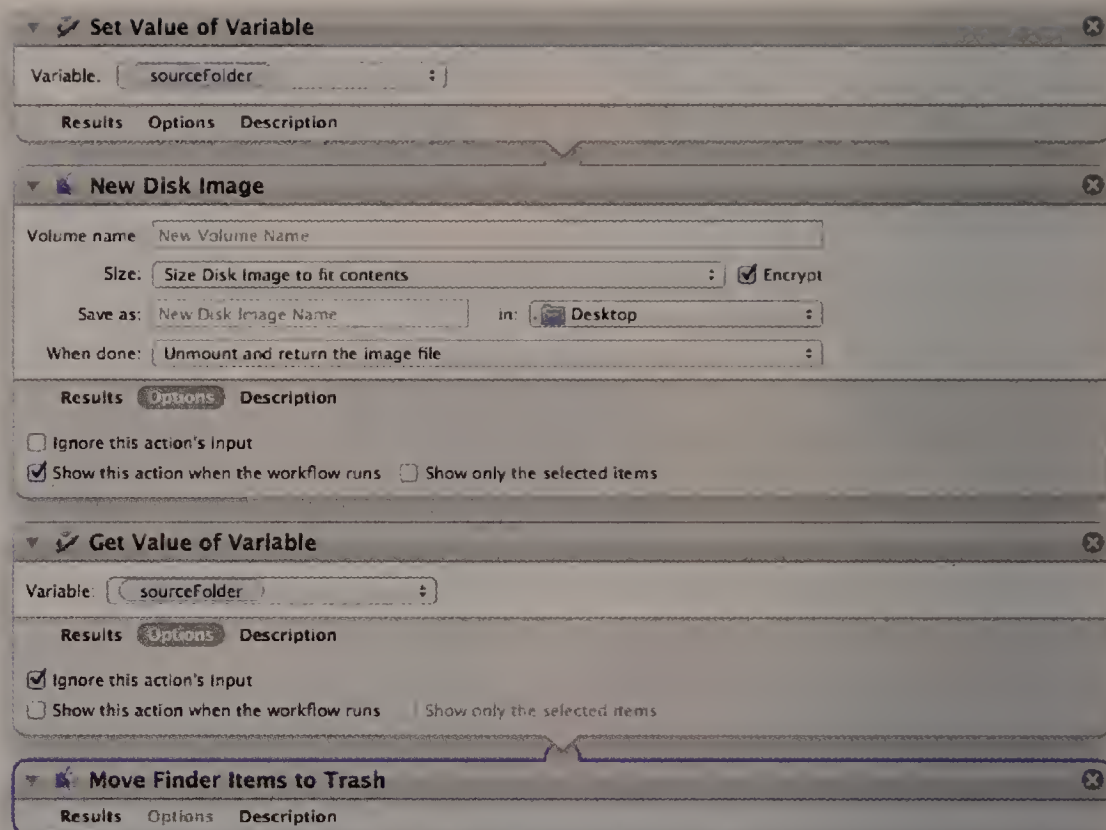 Set Value of Variable
Variable. sourceFolder
Results Options Description
New Disk Image
Volume name New Volume Name
Size: Size Disk Image to fit contents Encrypt
Save as: New Disk Image Name in: Desktop
When done: Unmount and return the image file
Results Options Description
Ignore this action's input
Show this action when the workflow runs Show only the selected items
Get Value of Variable
Variable: sourceFolder
Results Options Description
Ignore this action's input
Show this action when the workflow runs Show only the selected items
Move Finder Items to Trash
Results Options Description